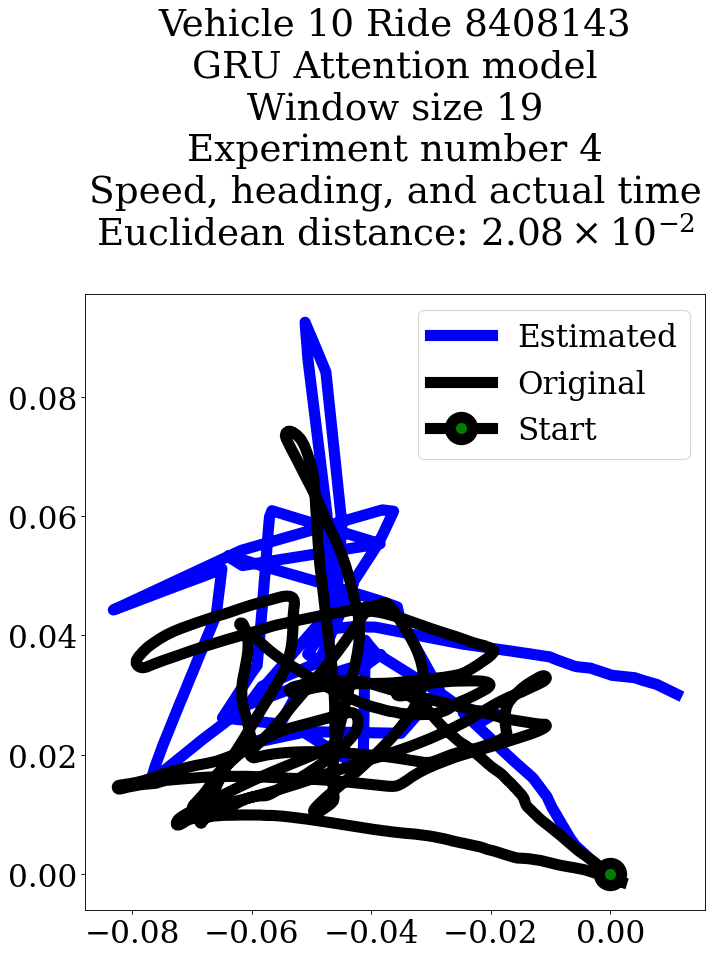 Vehicle 10 Ride 8408143
GRU Attention model
Window size 19
Experiment number 4
Speed, heading, and actual time
Euclidean distance: 2.08 × 10⁻²
Estimated
Original
Start
0.08
0.06
0.04
0.02
0.00
−0.08 −0.06 −0.04 −0.02 0.00